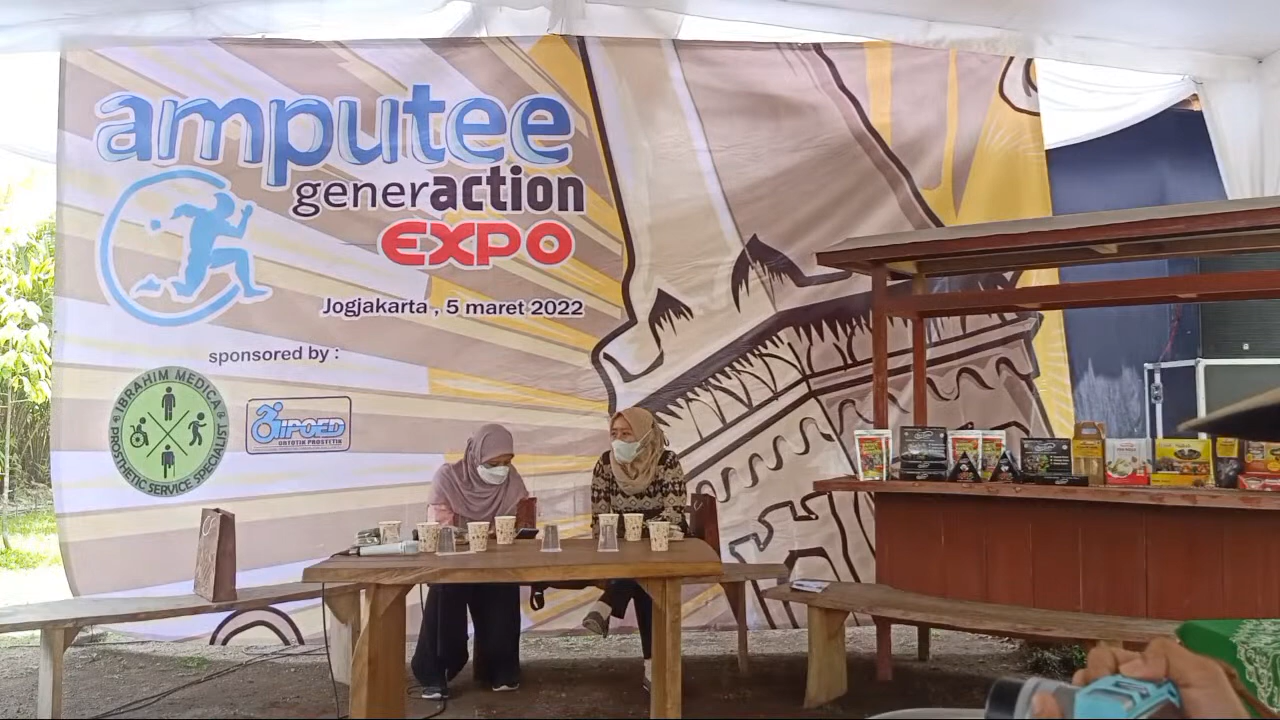 amputee
generaction
EXPO
Jogjakarta , 5 maret 2022
sponsored by :
IBRAHIM MEDICA
PROSTHETIC SERVICE SPECIALIST
IPOED
ORTOTIK PROSTETIK